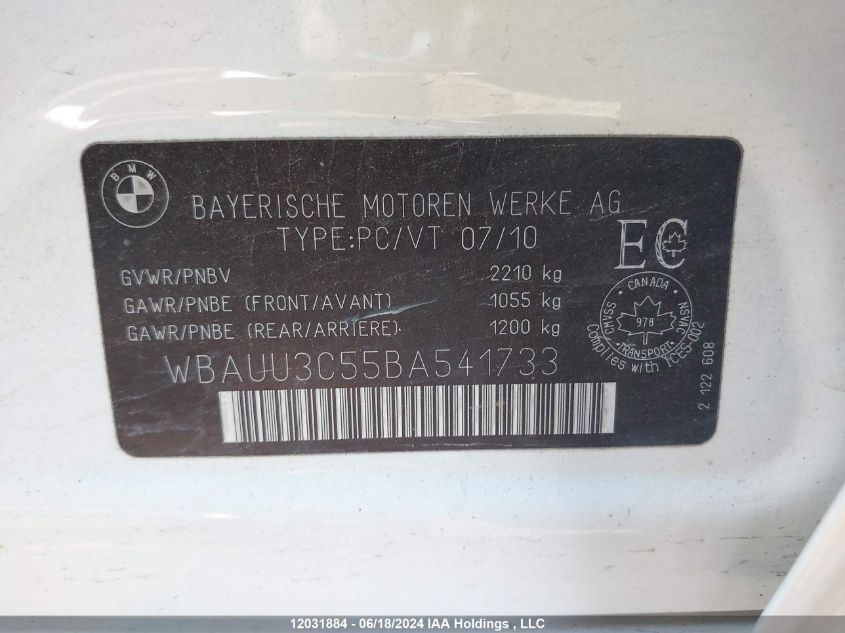 BMW
BAYERISCHE MOTOREN WERKE AG
TYPE:PC/VT 07/10
EC
GVWR/PNBV 2210 kg
GAWR/PNBE (FRONT/AVANT) 1055 kg
GAWR/PNBE (REAR/ARRIERE). 1200 kg
CANADA
CMVSS
978
NSVAC
TRANSPORT
Complies with ICES-002
2 122 608
WBAUU3C55BA541733
12031884 - 06/18/2024 IAA Holdings , LLC